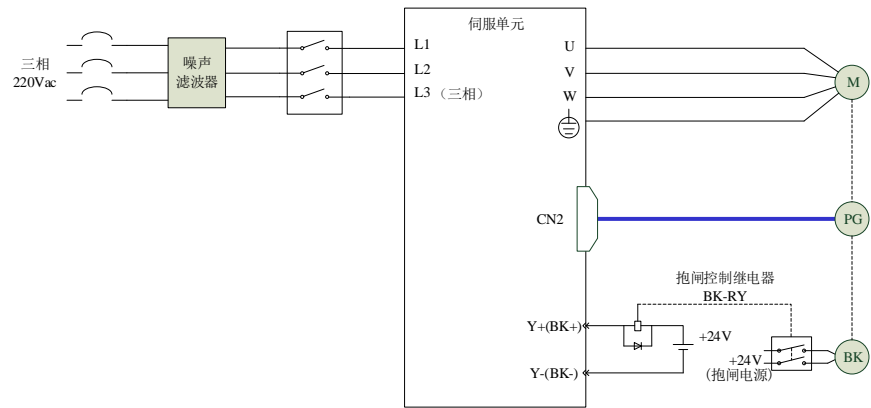 伺服单元
三相
220Vac
噪声
滤波器
L1
L2
L3（三相）
U
V
W
M
CN2
PG
抱闸控制继电器
BK-RY
Y+(BK+)
+24V
+24V
(抱闸电源)
BK
Y-(BK-)